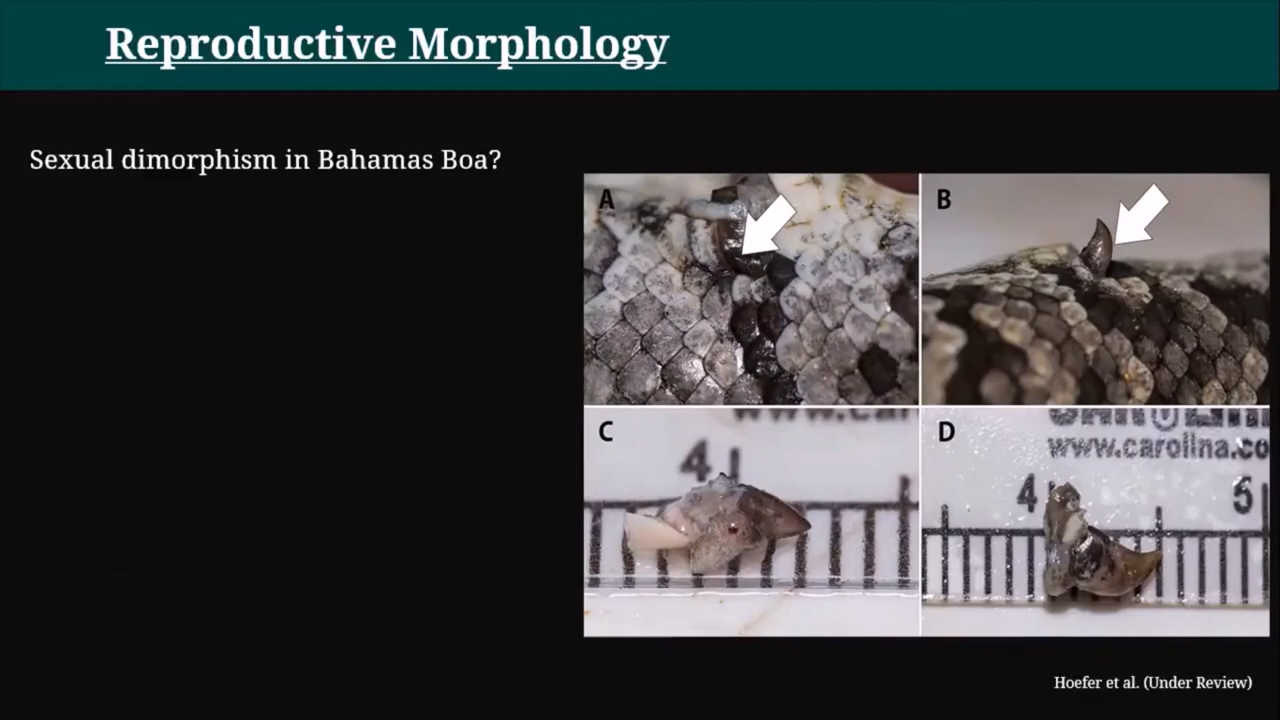 Reproductive Morphology
Sexual dimorphism in Bahamas Boa?
A
B
C
4
D
www.carolina.co
4
5
Hoefer et al. (Under Review)